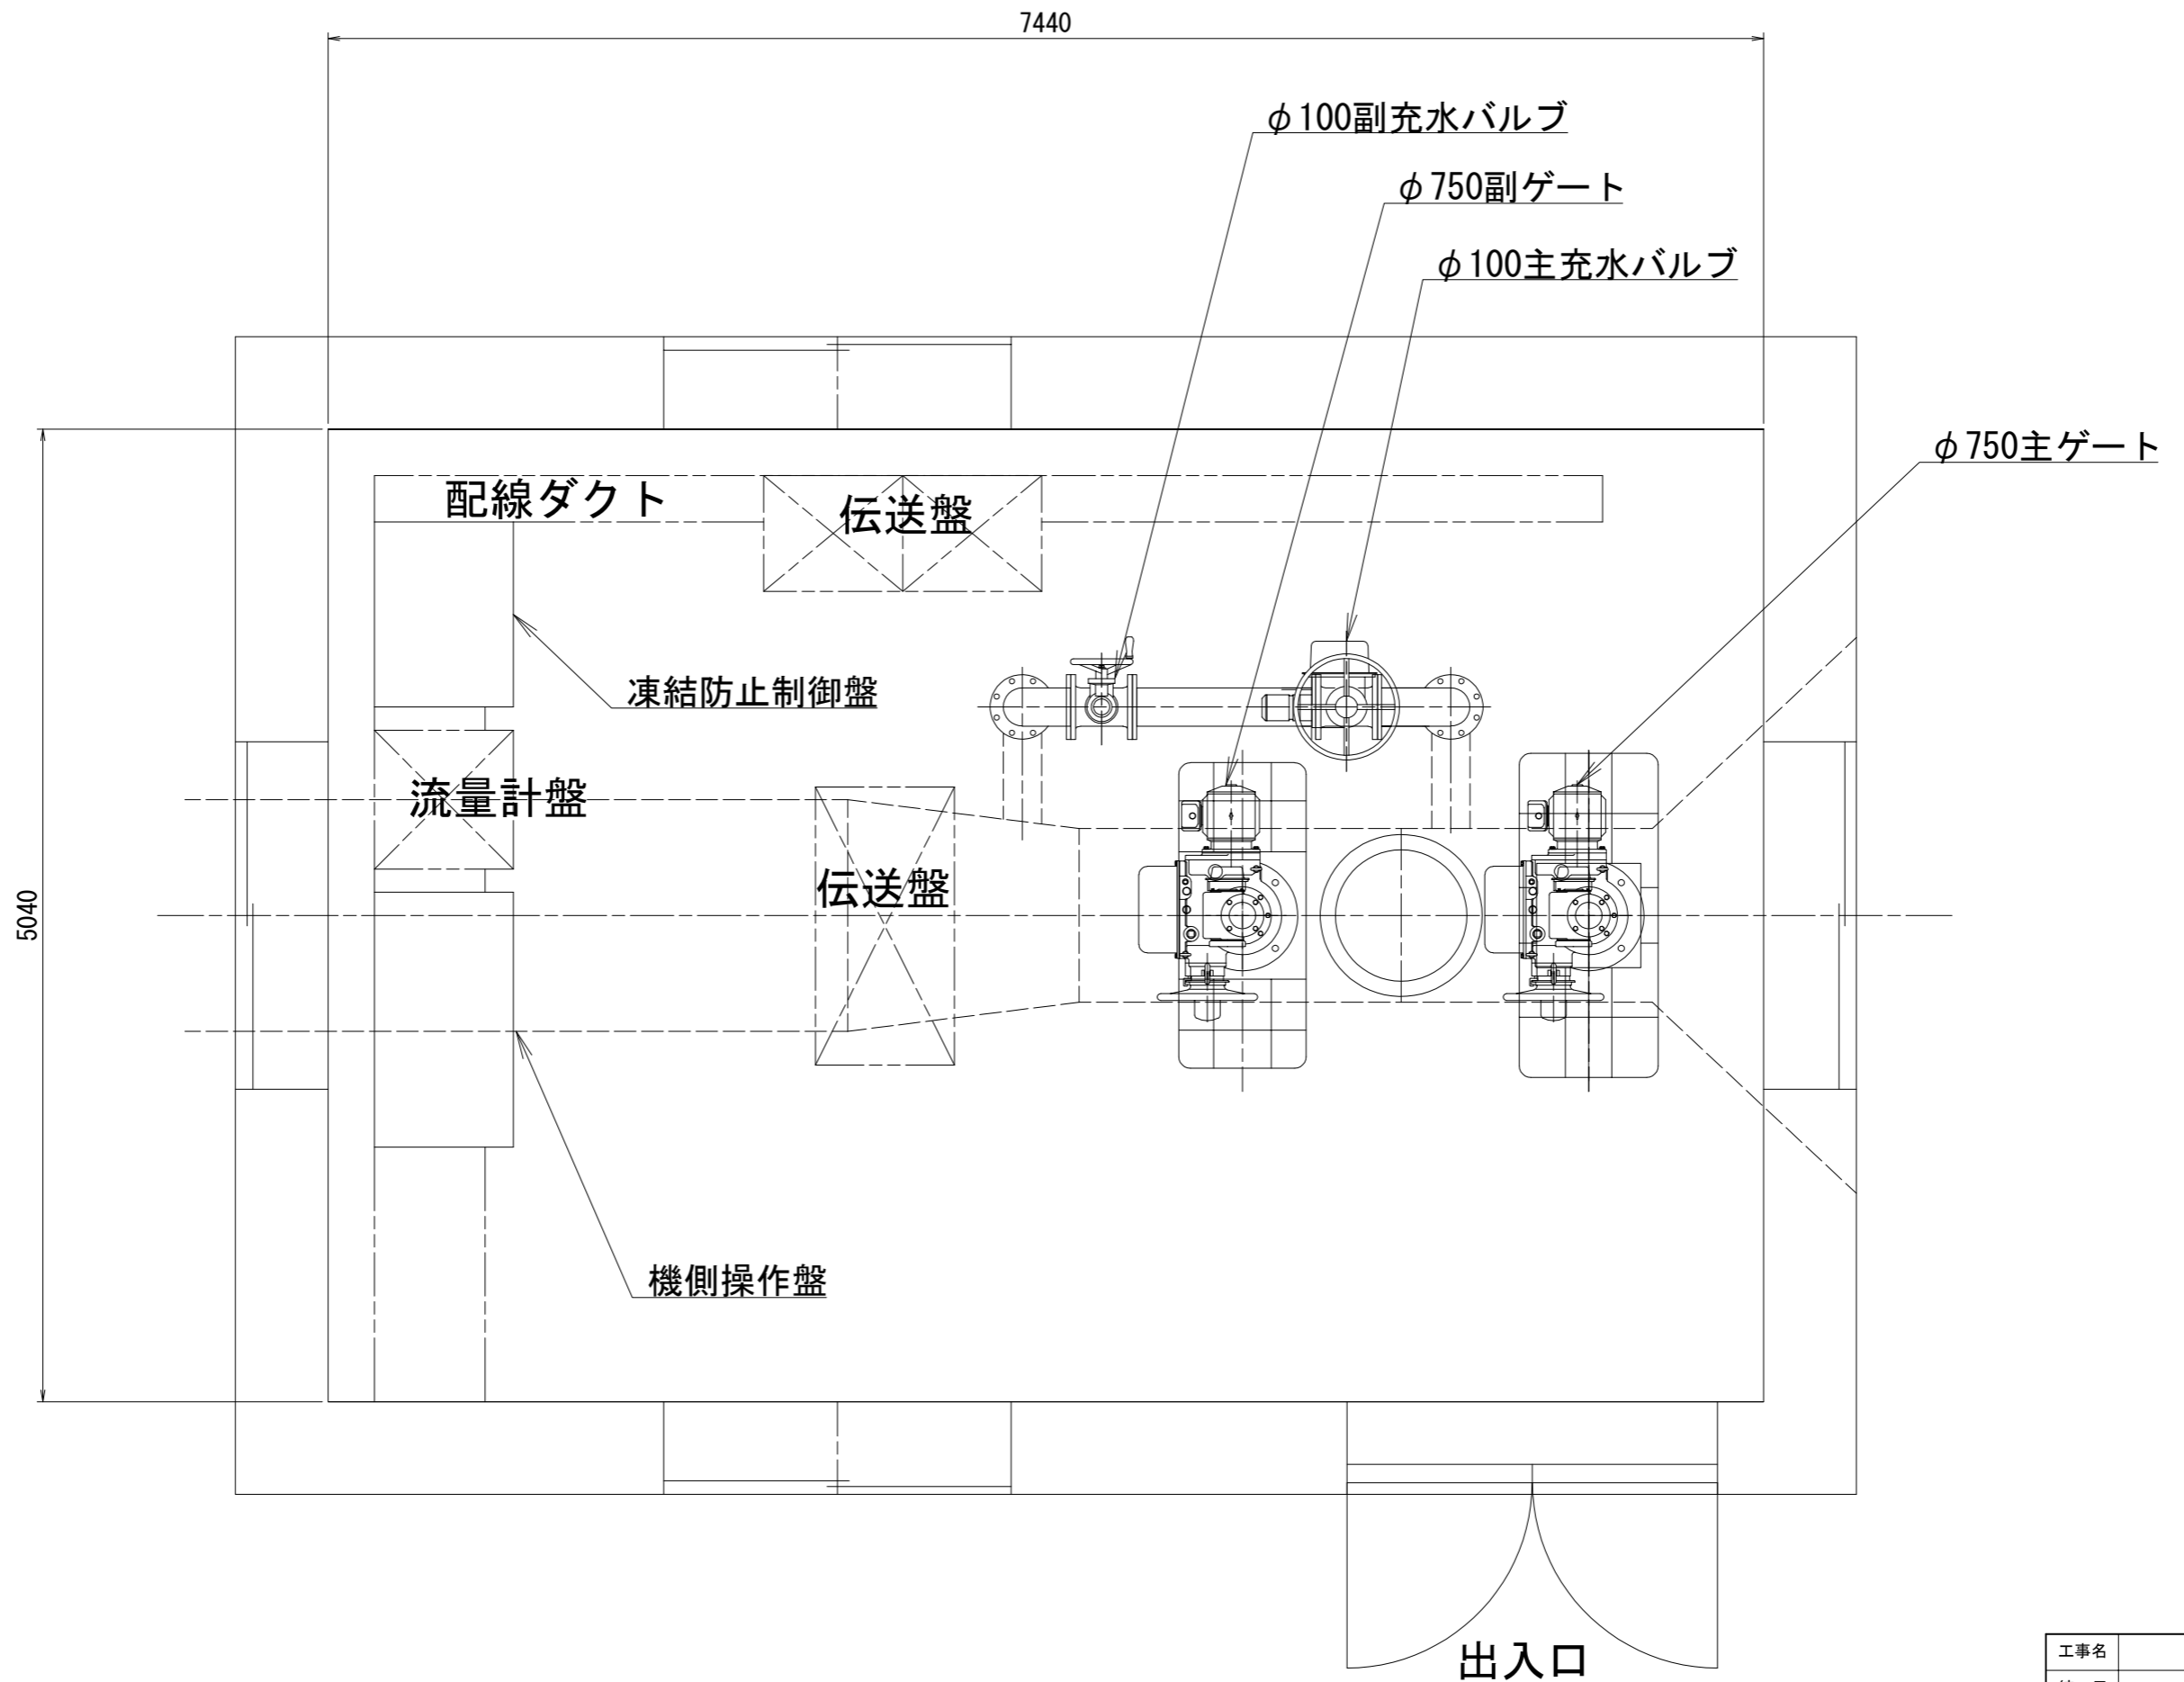 7440
φ100副充水バルブ
φ750副ゲート
φ100主充水バルブ
φ750主ゲート
配線ダクト
伝送盤
凍結防止制御盤
流量計盤
伝送盤
5040
機側操作盤
出入口
工事名